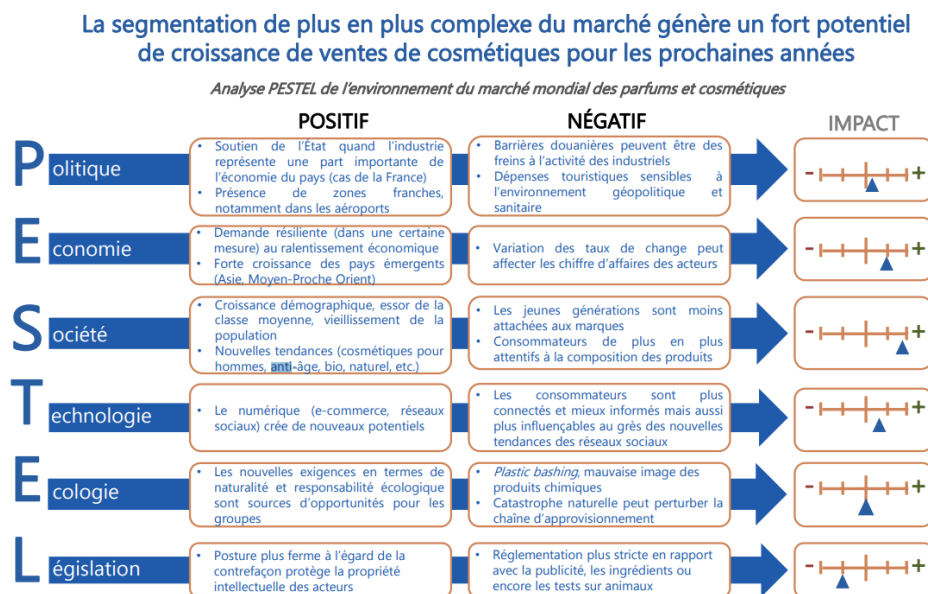 La segmentation de plus en plus complexe du marché génère un fort potentiel
de croissance de ventes de cosmétiques pour les prochaines années
Analyse PESTEL de l'environnement du marché mondial des parfums et cosmétiques
POSITIF
NÉGATIF
IMPACT
Politique
• Soutien de l'État quand l'industrie
représente une part importante de
l'économie du pays (cas de la France)
• Présence de zones franches,
notamment dans les aéroports
• Barrières douanières peuvent être des
freins à l'activité des industriels
• Dépenses touristiques sensibles à
l'environnement géopolitique et
sanitaire
- +
Economie
• Demande résiliente (dans une certaine
mesure) au ralentissement économique
• Forte croissance des pays émergents
(Asie, Moyen-Proche Orient)
• Variation des taux de change peut
affecter les chiffre d'affaires des acteurs
- +
Société
• Croissance démographique, essor de la
classe moyenne, vieillissement de la
population
• Nouvelles tendances (cosmétiques pour
hommes, anti-âge, bio, naturel, etc.)
• Les jeunes générations sont moins
attachées aux marques
• Consommateurs de plus en plus
attentifs à la composition des produits
- +
Technologie
• Le numérique (e-commerce, réseaux
sociaux) crée de nouveaux potentiels
• Les consommateurs sont plus
connectés et mieux informés mais aussi
plus influençables au grès des nouvelles
tendances des réseaux sociaux
- +
Ecologie
• Les nouvelles exigences en termes de
naturalité et responsabilité écologique
sont sources d'opportunités pour les
groupes
• Plastic bashing, mauvaise image des
produits chimiques
• Catastrophe naturelle peut perturber la
chaîne d'approvisionnement
- +
Législation
• Posture plus ferme à l'égard de la
contrefaçon protège la propriété
intellectuelle des acteurs
• Réglementation plus stricte en rapport
avec la publicité, les ingrédients ou
encore les tests sur animaux
- +